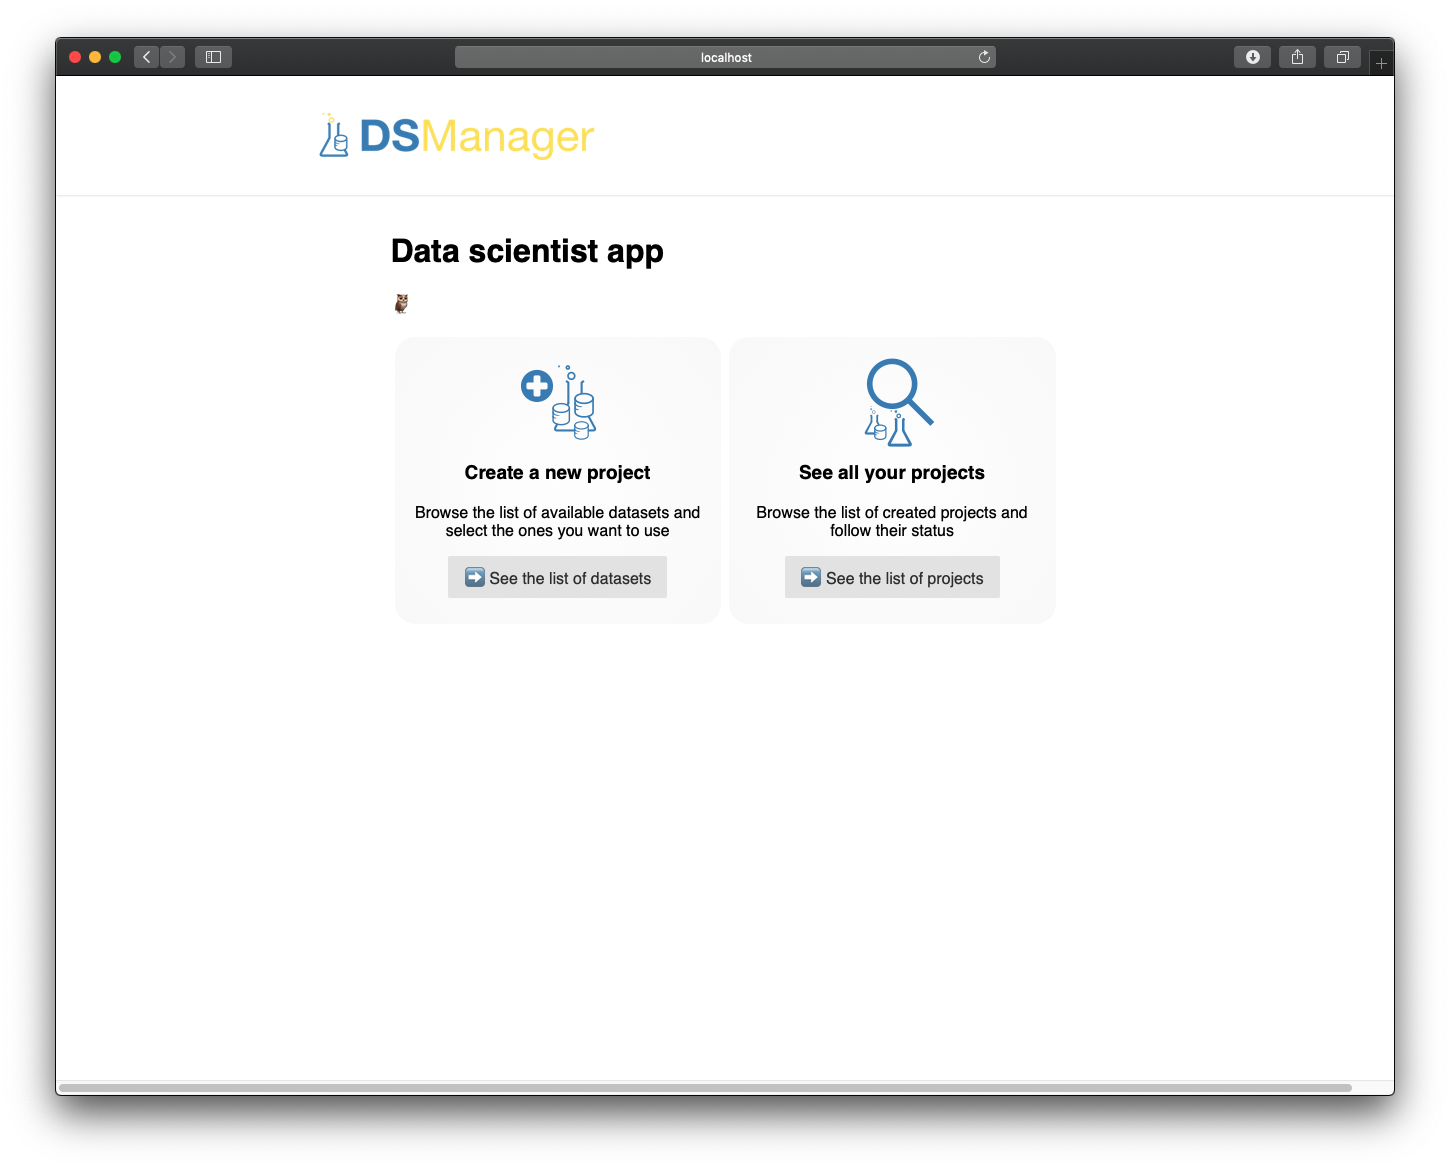 localhost
DSManager
Data scientist app
🦉
Create a new project
Browse the list of available datasets and
select the ones you want to use
➡️ See the list of datasets
See all your projects
Browse the list of created projects and
follow their status
➡️ See the list of projects